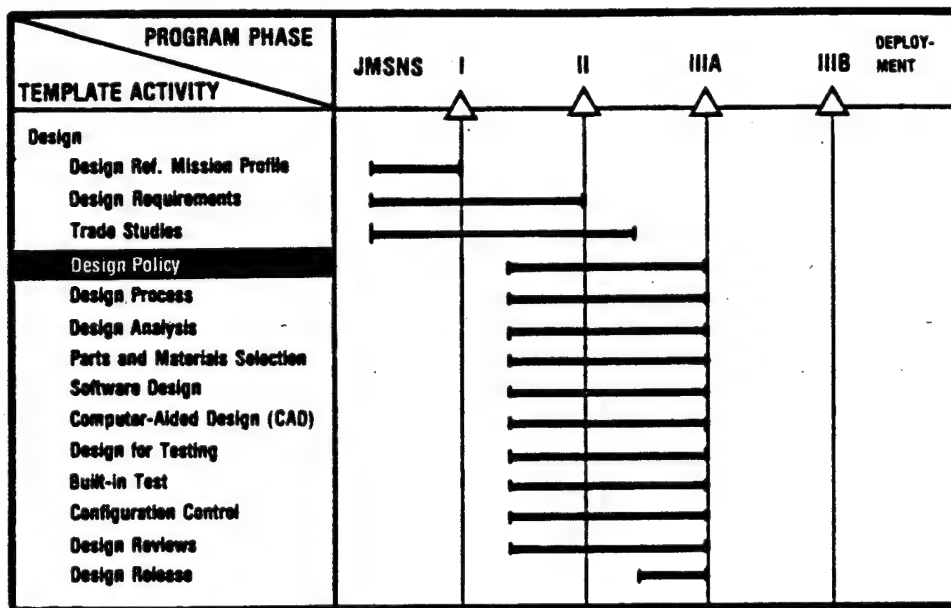 PROGRAM PHASE
TEMPLATE ACTIVITY
JMSNS I II IIIA IIIB DEPLOY-
MENT
Design
Design Ref. Mission Profile
Design Requirements
Trade Studies
Design Policy
Design Process
Design Analysis
Parts and Materials Selection
Software Design
Computer-Aided Design (CAD)
Design for Testing
Built-in Test
Configuration Control
Design Reviews
Design Release